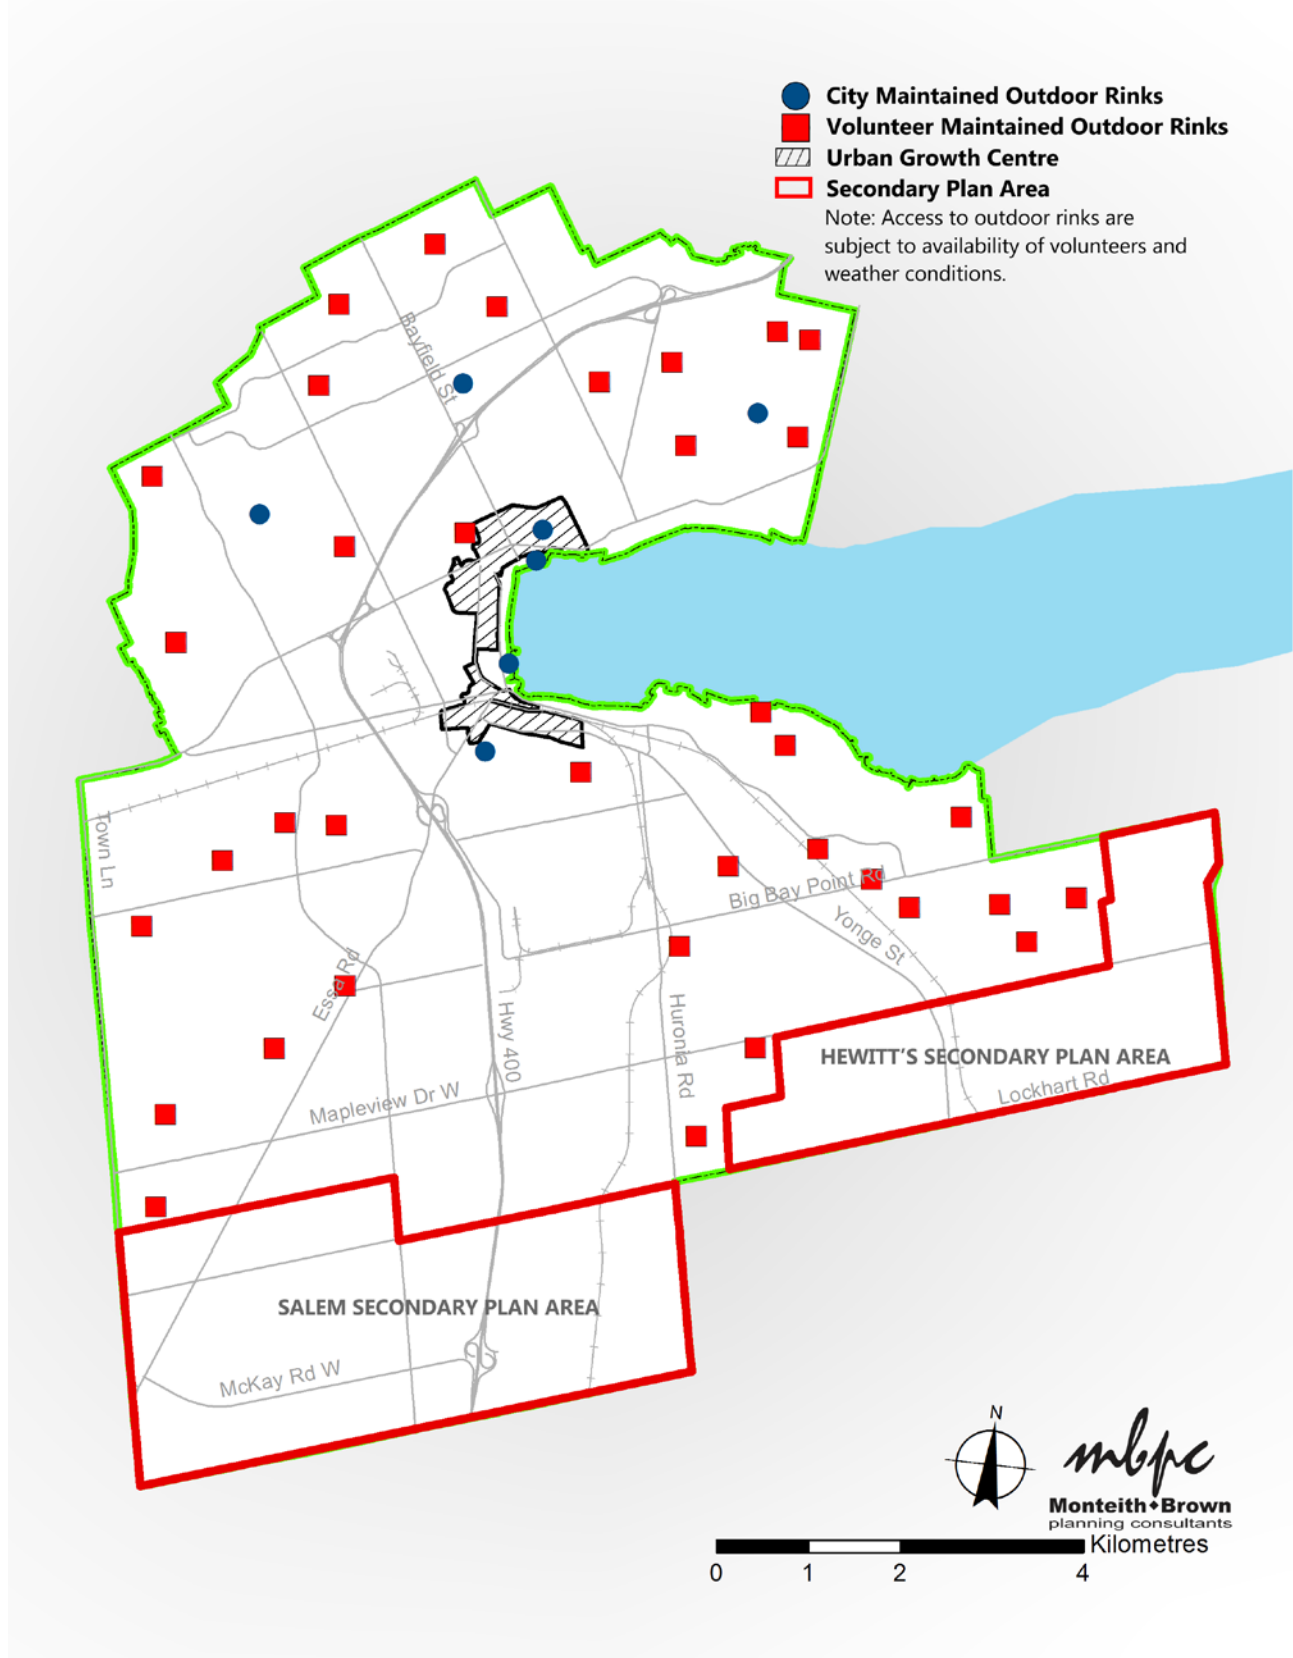 City Maintained Outdoor Rinks
Volunteer Maintained Outdoor Rinks
Urban Growth Centre
Secondary Plan Area
Note: Access to outdoor rinks are
subject to availability of volunteers and
weather conditions.
Bayfield St
Town Ln
Big Bay Point Rd
Yonge St
Essa Rd
Hwy 400
Huronia Rd
HEWITT'S SECONDARY PLAN AREA
Lockhart Rd
Mapleview Dr W
SALEM SECONDARY PLAN AREA
McKay Rd W
N
mbpc
Monteith✦Brown
planning consultants
Kilometres
0 1 2 4